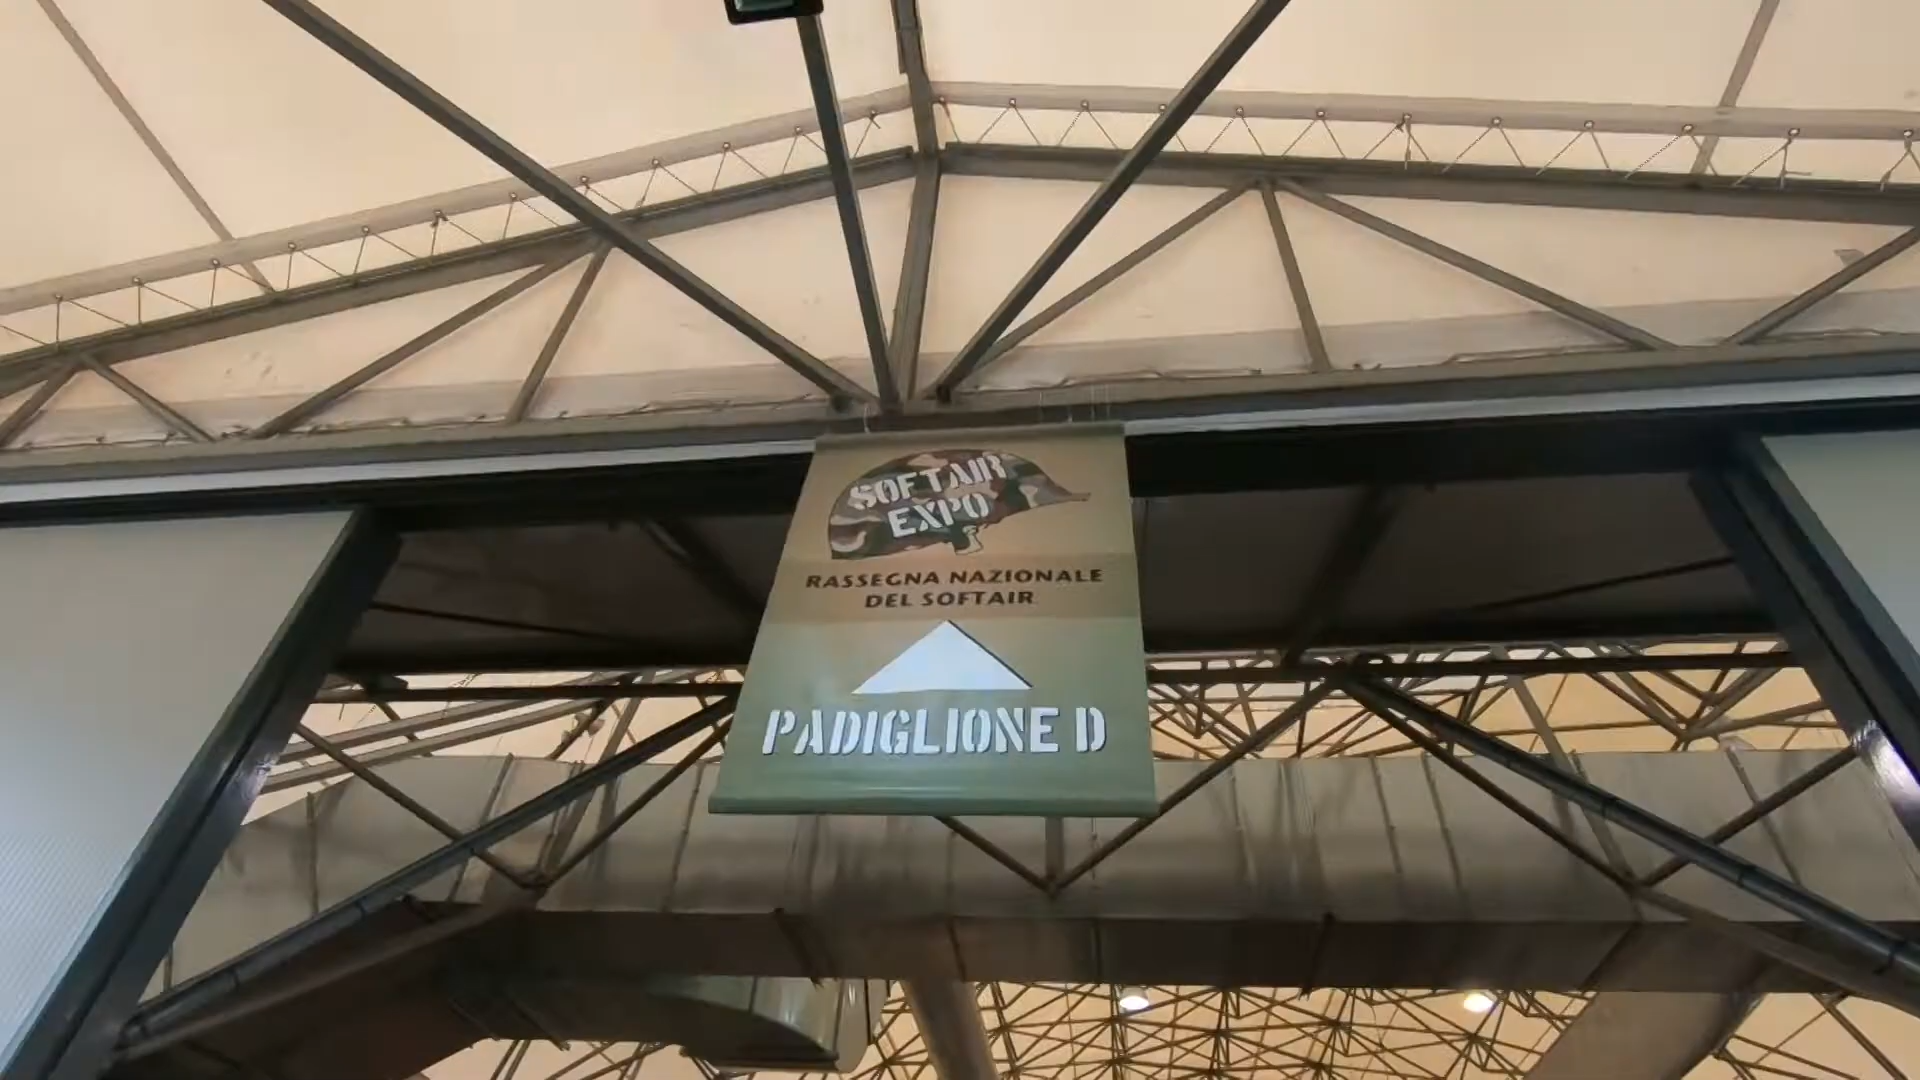 SOFTAIR
EXPO
RASSEGNA NAZIONALE
DEL SOFTAIR
PADIGLIONE D